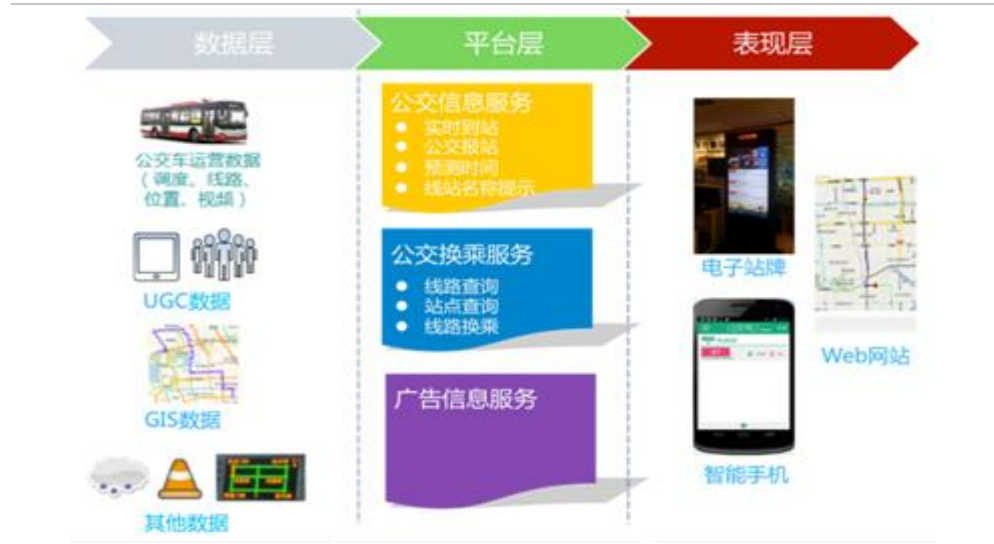 数据层
平台层
表现层
公交车运营数据
（调度、线路、
位置、视频）
UGC数据
GIS数据
其他数据
公交信息服务
● 实时到站
● 公交报站
● 预测时间
● 线站名称提示
公交换乘服务
● 线路查询
● 站点查询
● 线路换乘
广告信息服务
电子站牌
Web网站
智能手机